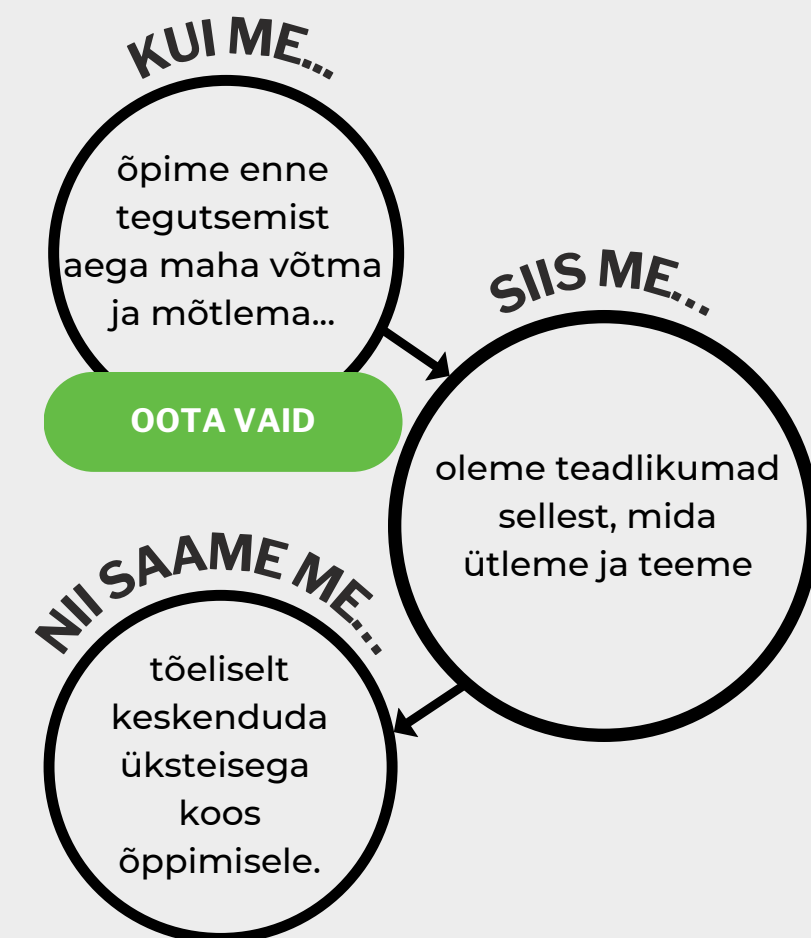 KUI ME...
õpime enne
tegutsemist
aega maha võtma
ja mõtlema...
OOTA VAID
SIIS ME...
oleme teadlikumad
sellest, mida
ütleme ja teeme
NII SAAME ME...
tõeliselt
keskenduda
üksteisega
koos
õppimisele.